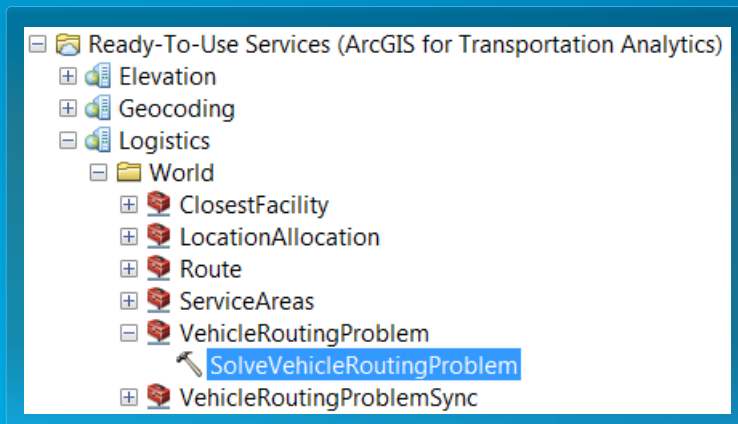 Ready-To-Use Services (ArcGIS for Transportation Analytics)
Elevation
Geocoding
Logistics
World
ClosestFacility
LocationAllocation
Route
ServiceAreas
VehicleRoutingProblem
SolveVehicleRoutingProblem
VehicleRoutingProblemSync